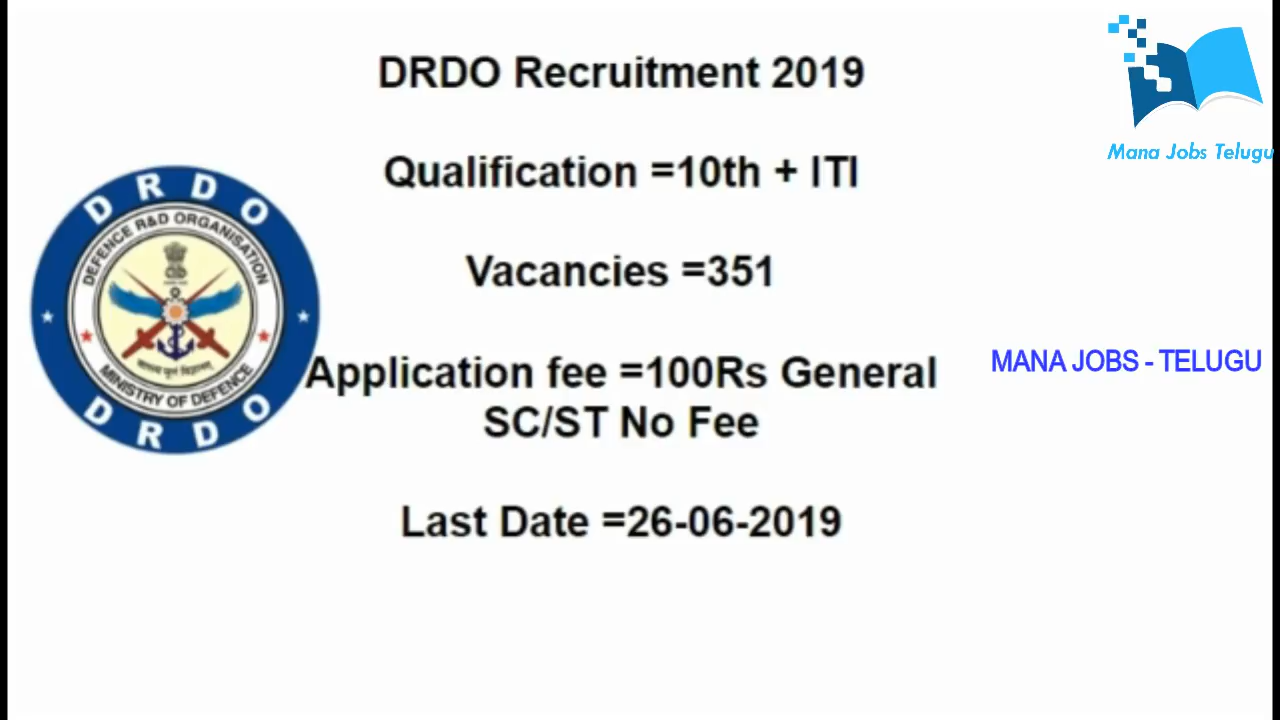 DRDO Recruitment 2019
Mana Jobs Telugu
Qualification =10th + ITI
Vacancies =351
Application fee =100Rs General
SC/ST No Fee
Last Date =26-06-2019
MANA JOBS - TELUGU
DRDO
DEFENCE R&D ORGANISATION
MINISTRY OF DEFENCE
DRDO